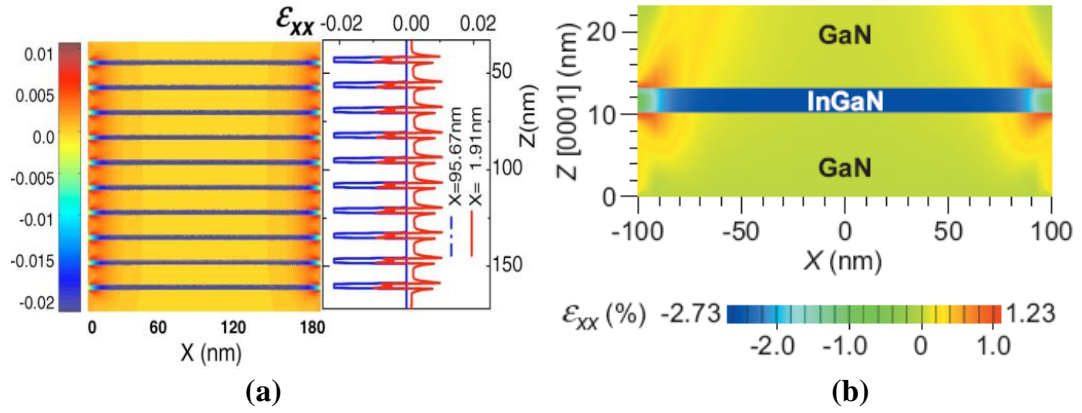 εxx -0.02 0.00 0.02
0.01
0.005
0.0
-0.005
-0.01
-0.015
-0.02
0 60 120 180
X (nm)
50
100
150
Z(nm)
X=95.67nm
X= 1.91nm
(a)
20
10
0
Z [0001] (nm)
GaN
InGaN
GaN
-100 -50 0 50 100
X (nm)
εxx (%) -2.73 1.23
-2.0 -1.0 0 1.0
(b)